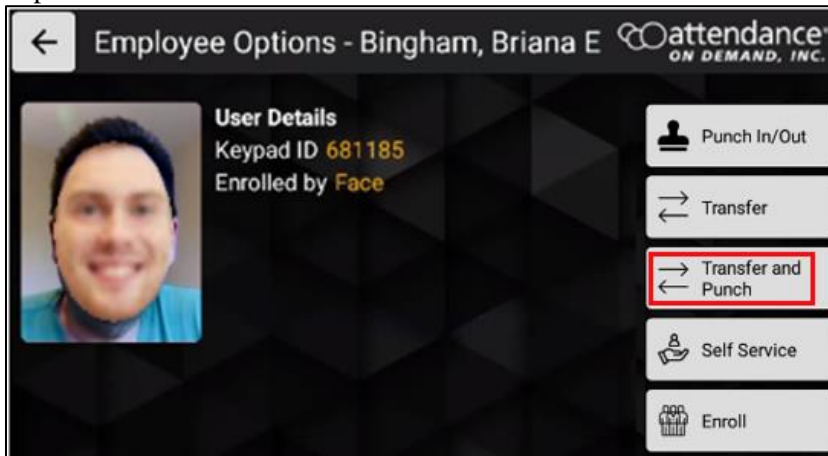 Employee Options - Bingham, Briana E
attendance
ON DEMAND, INC.
User Details
Keypad ID 681185
Enrolled by Face
Punch In/Out
Transfer
Transfer and
Punch
Self Service
Enroll